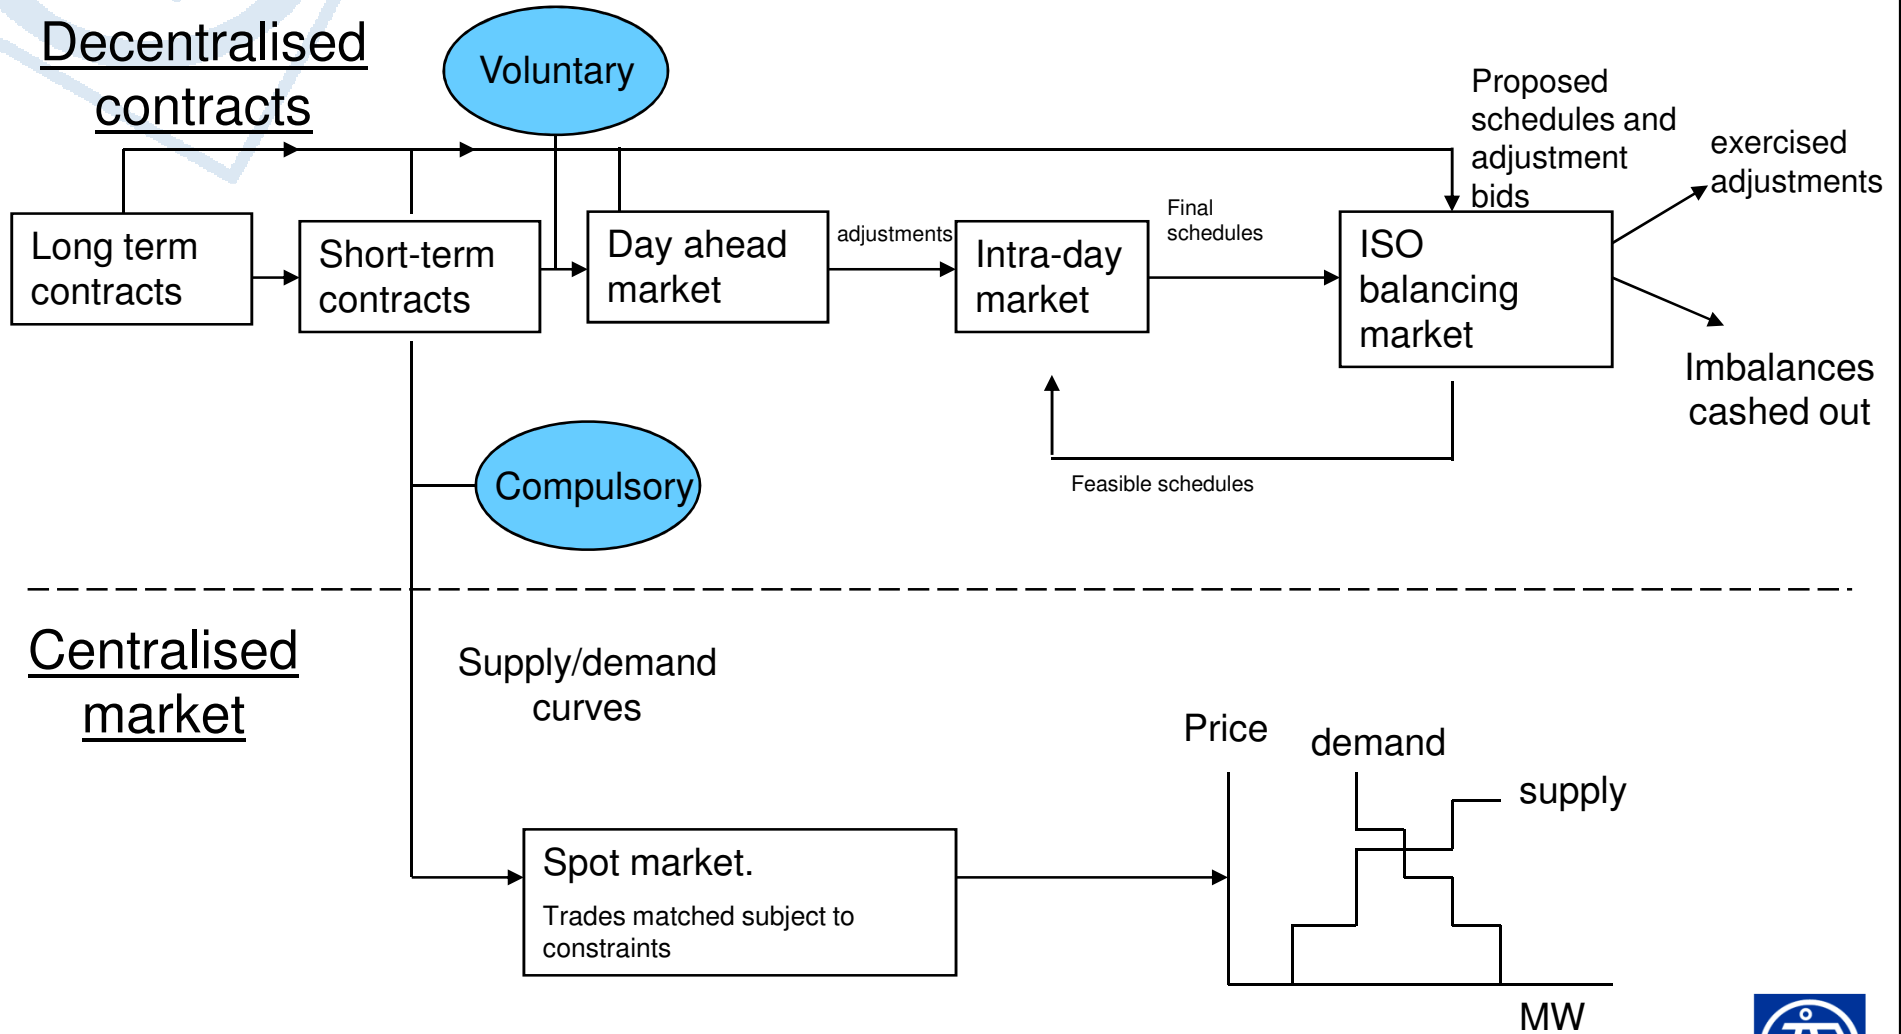 Decentralised
contracts
Voluntary
Proposed
schedules and
adjustment
bids
exercised
adjustments
Long term
contracts
Short-term
contracts
Day ahead
market
adjustments
Intra-day
market
Final
schedules
ISO
balancing
market
Imbalances
cashed out
Compulsory
Feasible schedules
Centralised
market
Supply/demand
curves
Price
demand
supply
Spot market.
Trades matched subject to
constraints
MW